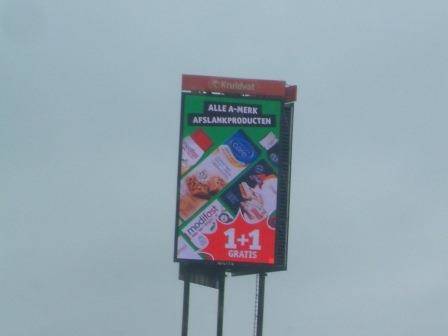 Kruidvat
ALLE A-MERK
AFSLANKPRODUCTEN
modifast
1+1
GRATIS